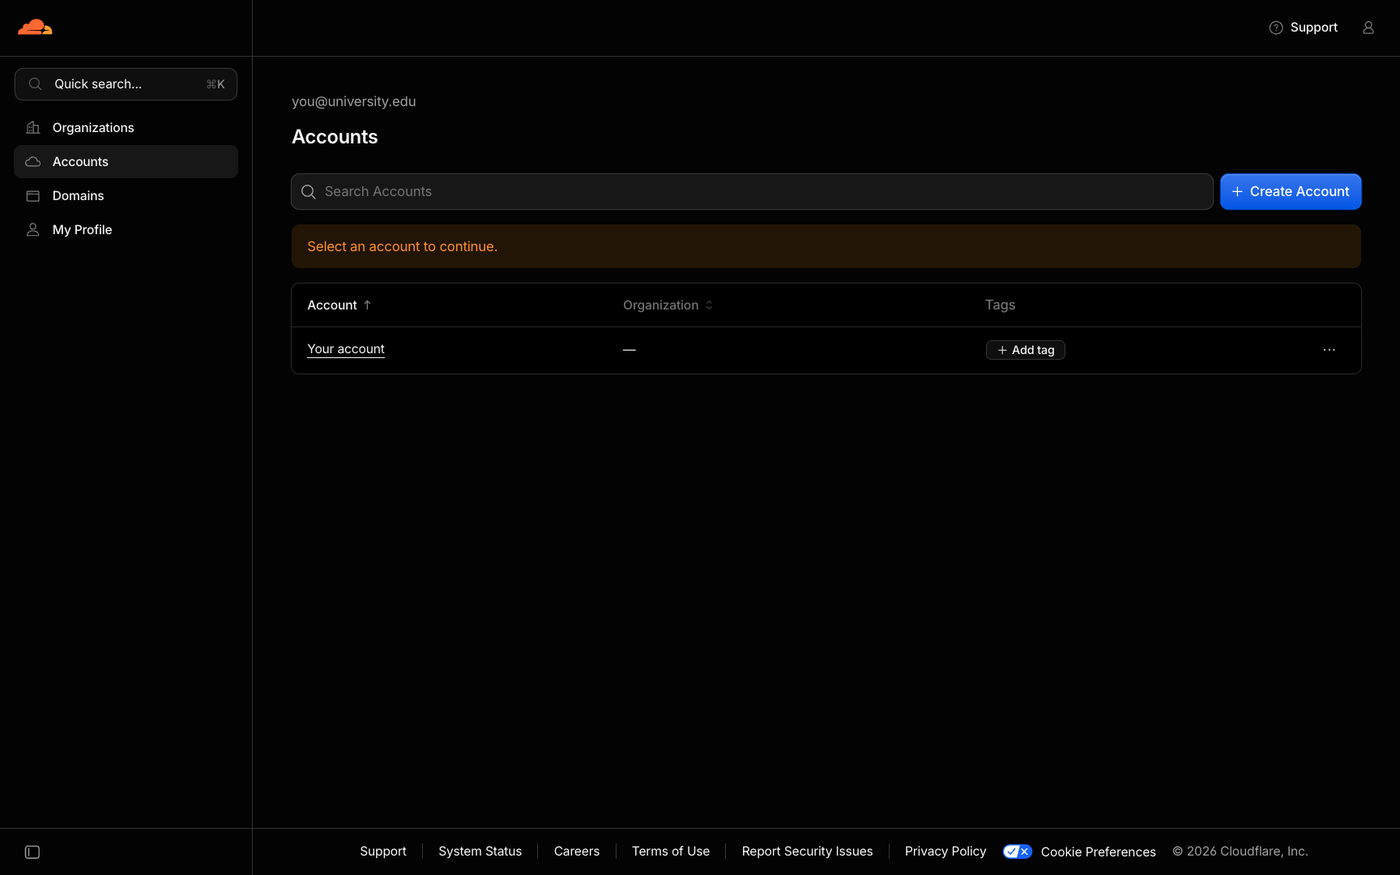 Support
Quick search... ⌘K
Organizations
Accounts
Domains
My Profile
you@university.edu
Accounts
Search Accounts
+ Create Account
Select an account to continue.
Account ↑ Organization Tags
Your account — + Add tag ...
Support System Status Careers Terms of Use Report Security Issues Privacy Policy Cookie Preferences © 2026 Cloudflare, Inc.